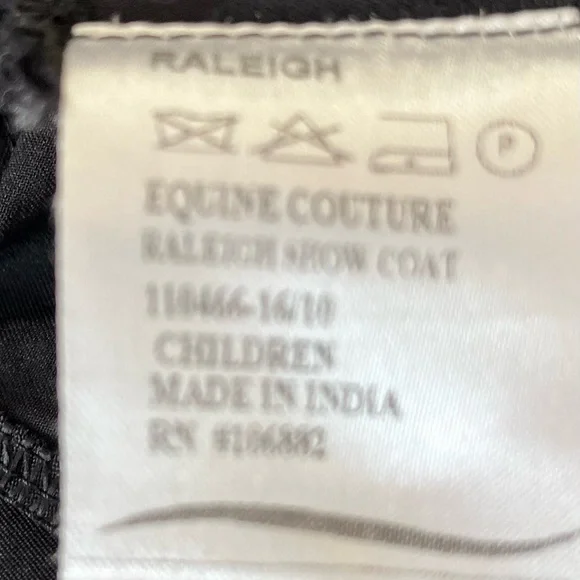 RALEIGH
P
EQUINE COUTURE
RALEIGH SHOW COAT
110466-16/10
CHILDREN
MADE IN INDIA
RN #106882